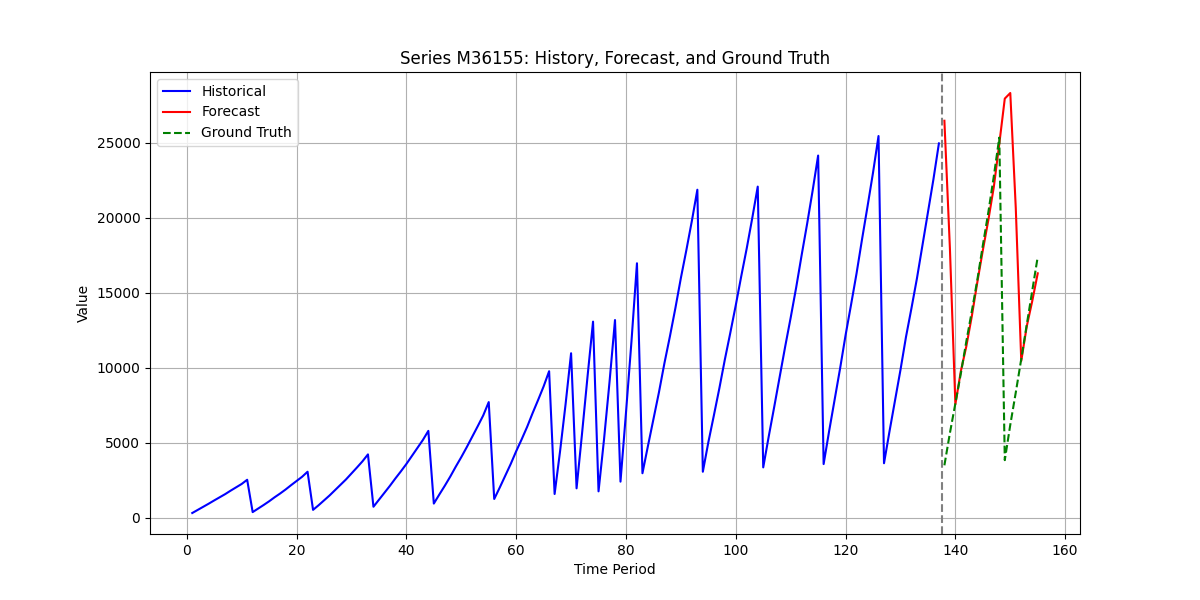 Series M36155: History, Forecast, and Ground Truth
Historical
Forecast
Ground Truth
25000
20000
15000
10000
5000
0
Value
0 20 40 60 80 100 120 140 160
Time Period